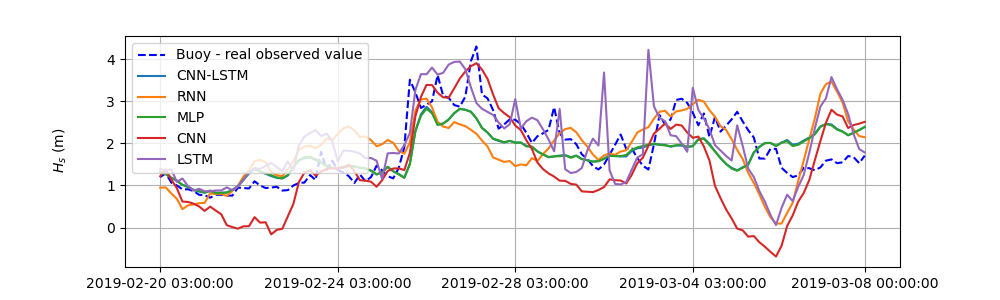 Buoy - real observed value
CNN-LSTM
RNN
MLP
CNN
LSTM
Hs (m)
4
3
2
1
0
2019-02-20 03:00:00 2019-02-24 03:00:00 2019-02-28 03:00:00 2019-03-04 03:00:00 2019-03-08 00:00:00